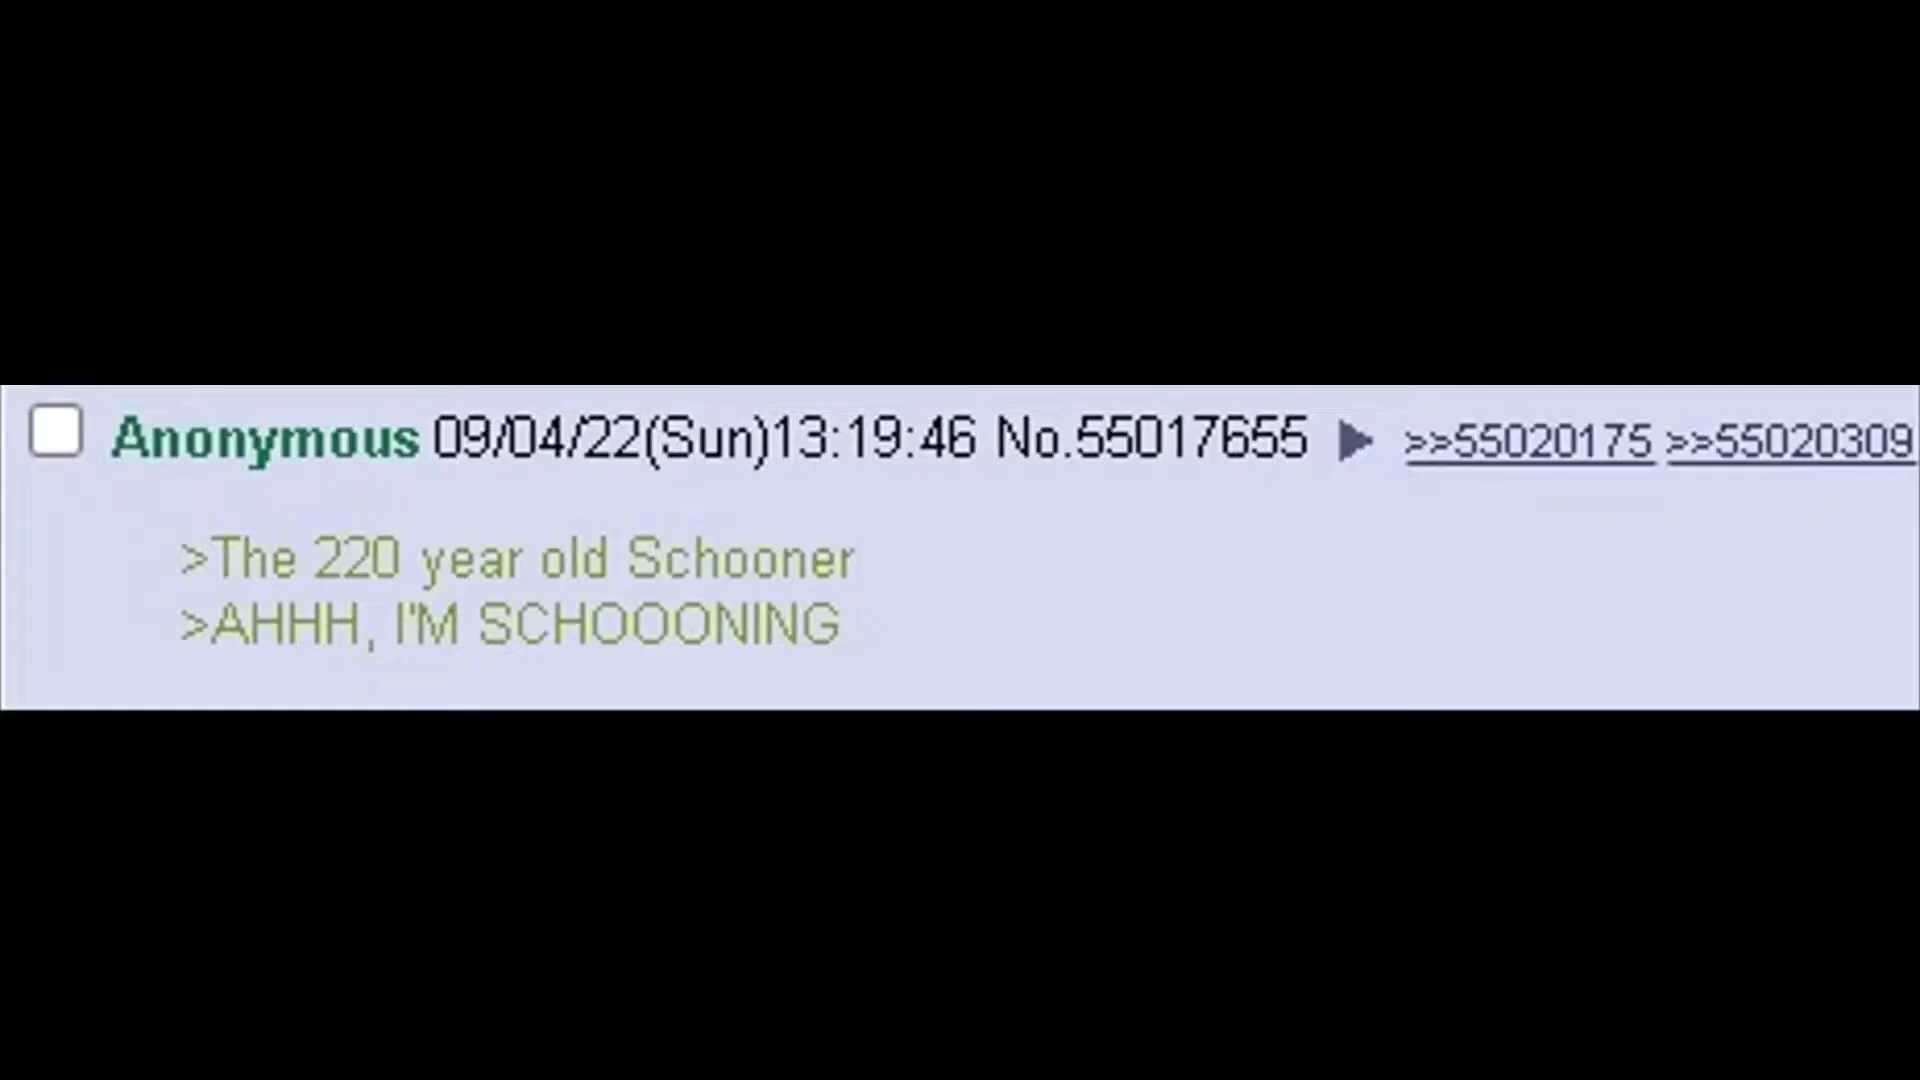 Anonymous 09/04/22(Sun)13:19:46 No.55017655 ▶ >>55020175 >>55020309
>The 220 year old Schooner
>AHHH, I'M SCHOOONING